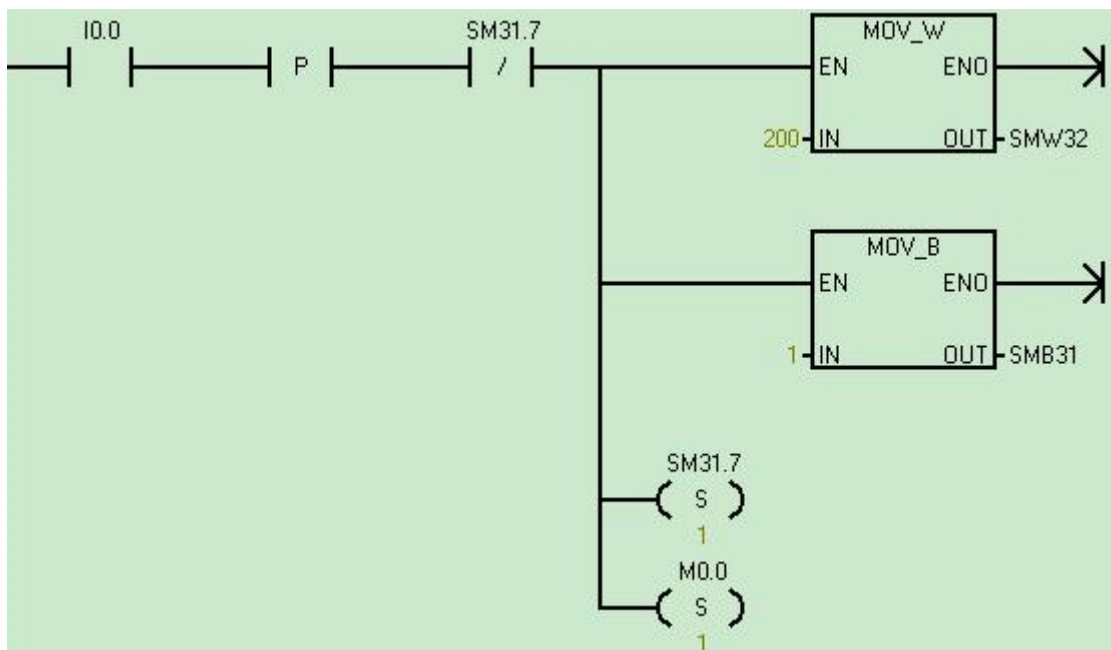 I0.0
P
SM31.7
/
MOV_W
EN ENO
200 IN OUT SMW32
MOV_B
EN ENO
1 IN OUT SMB31
SM31.7
S
1
M0.0
S
1